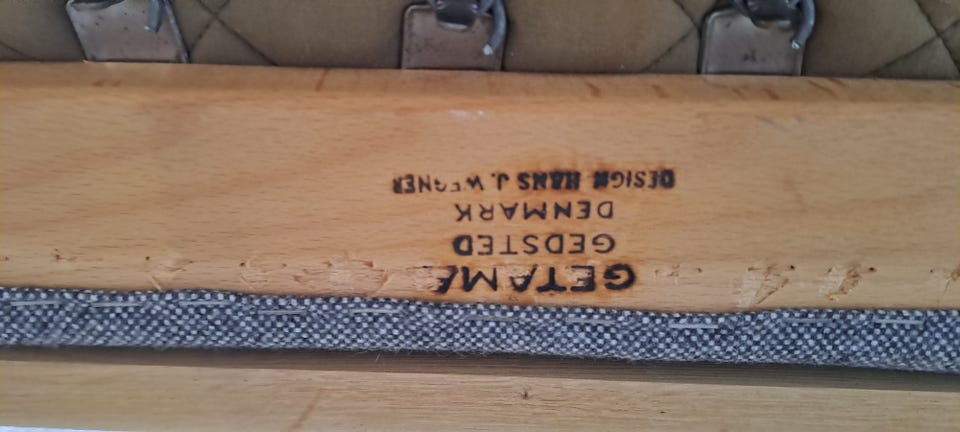 GETAMA
GEDSTED
DENMARK
DESIGN HANS J. WEGNER